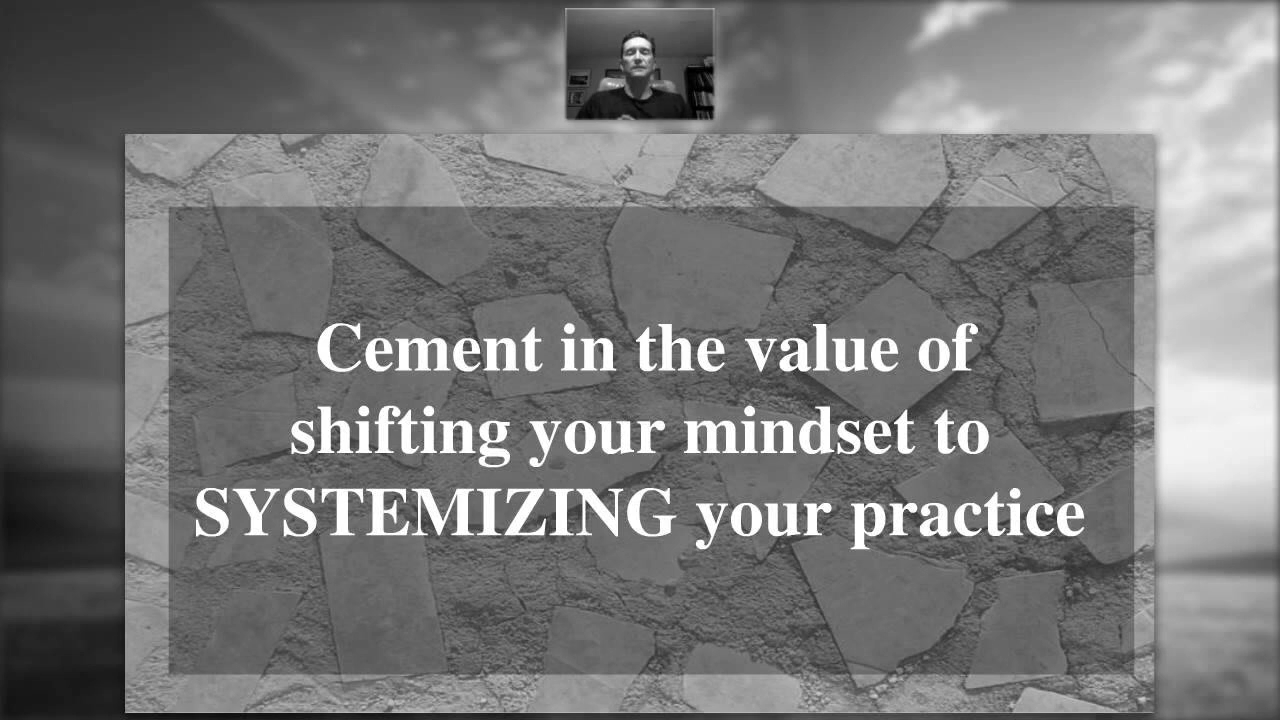 Cement in the value of
shifting your mindset to
SYSTEMIZING your practice